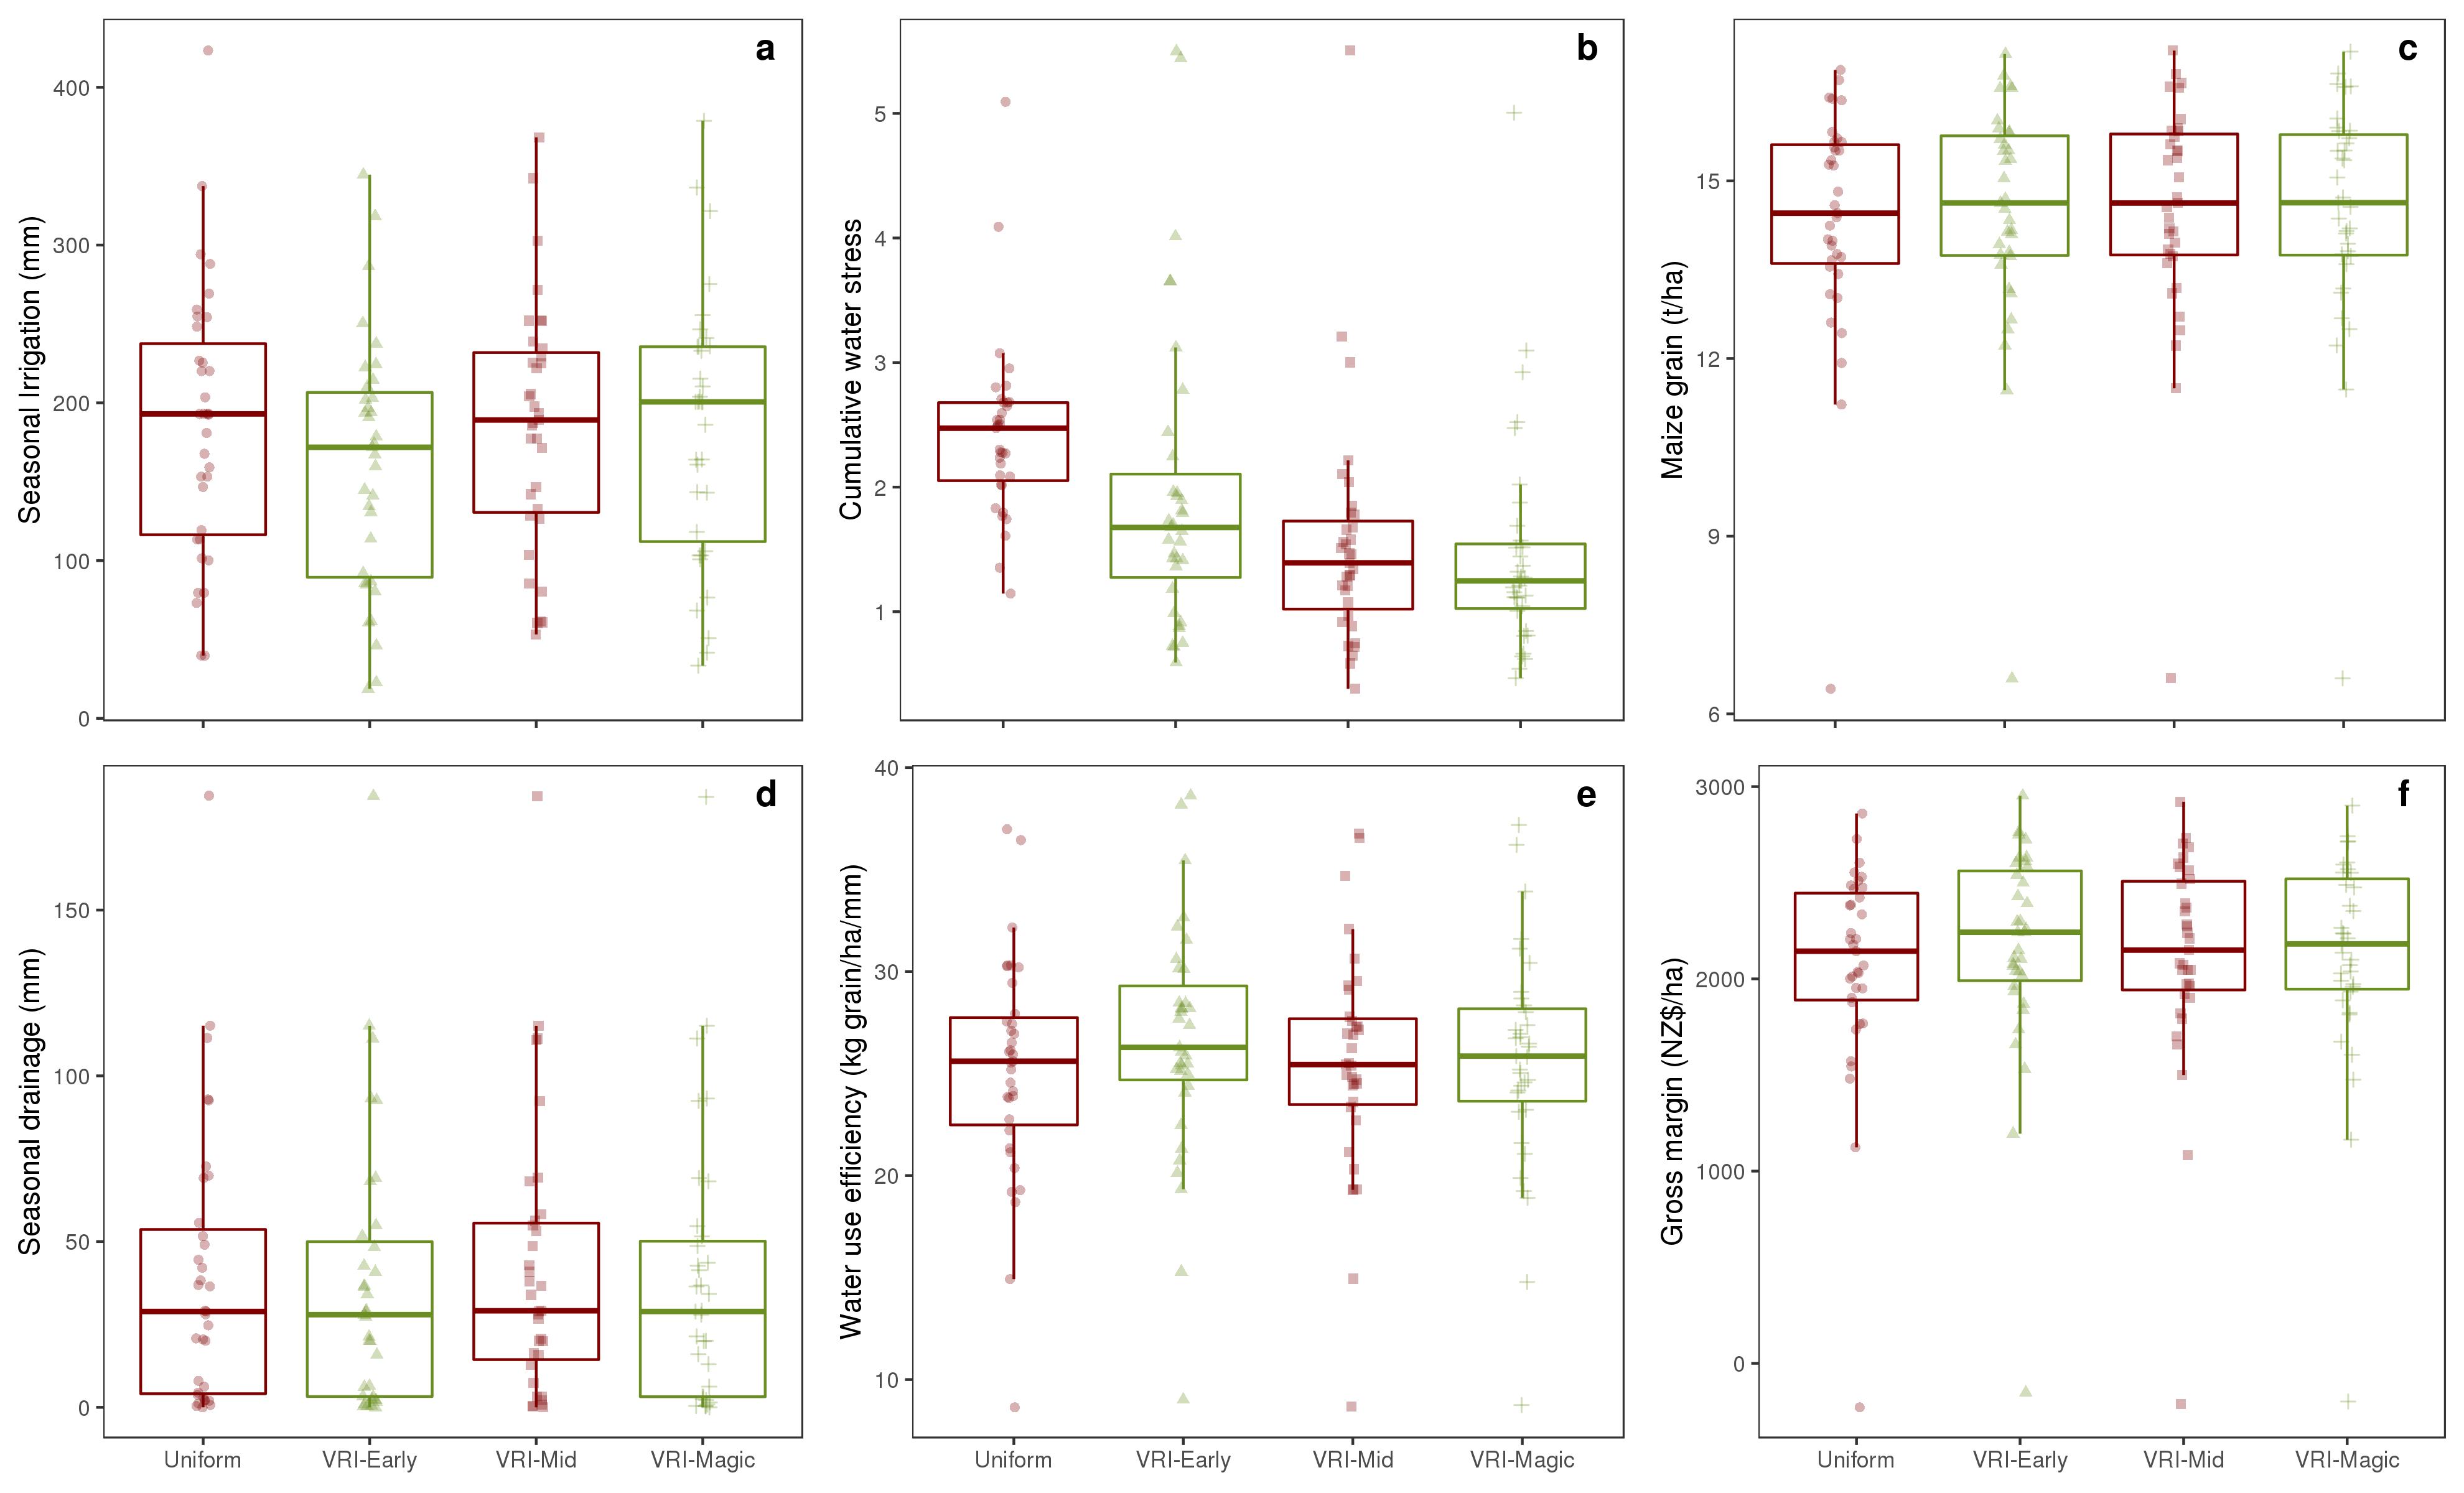 a
Seasonal Irrigation (mm)
400
300
200
100
0
b
Cumulative water stress
5
4
3
2
1
c
Maize grain (t/ha)
15
12
9
6
d
Seasonal drainage (mm)
150
100
50
0
Uniform VRI-Early VRI-Mid VRI-Magic
e
Water use efficiency (kg grain/ha/mm)
40
30
20
10
Uniform VRI-Early VRI-Mid VRI-Magic
f
Gross margin (NZ$/ha)
3000
2000
1000
0
Uniform VRI-Early VRI-Mid VRI-Magic